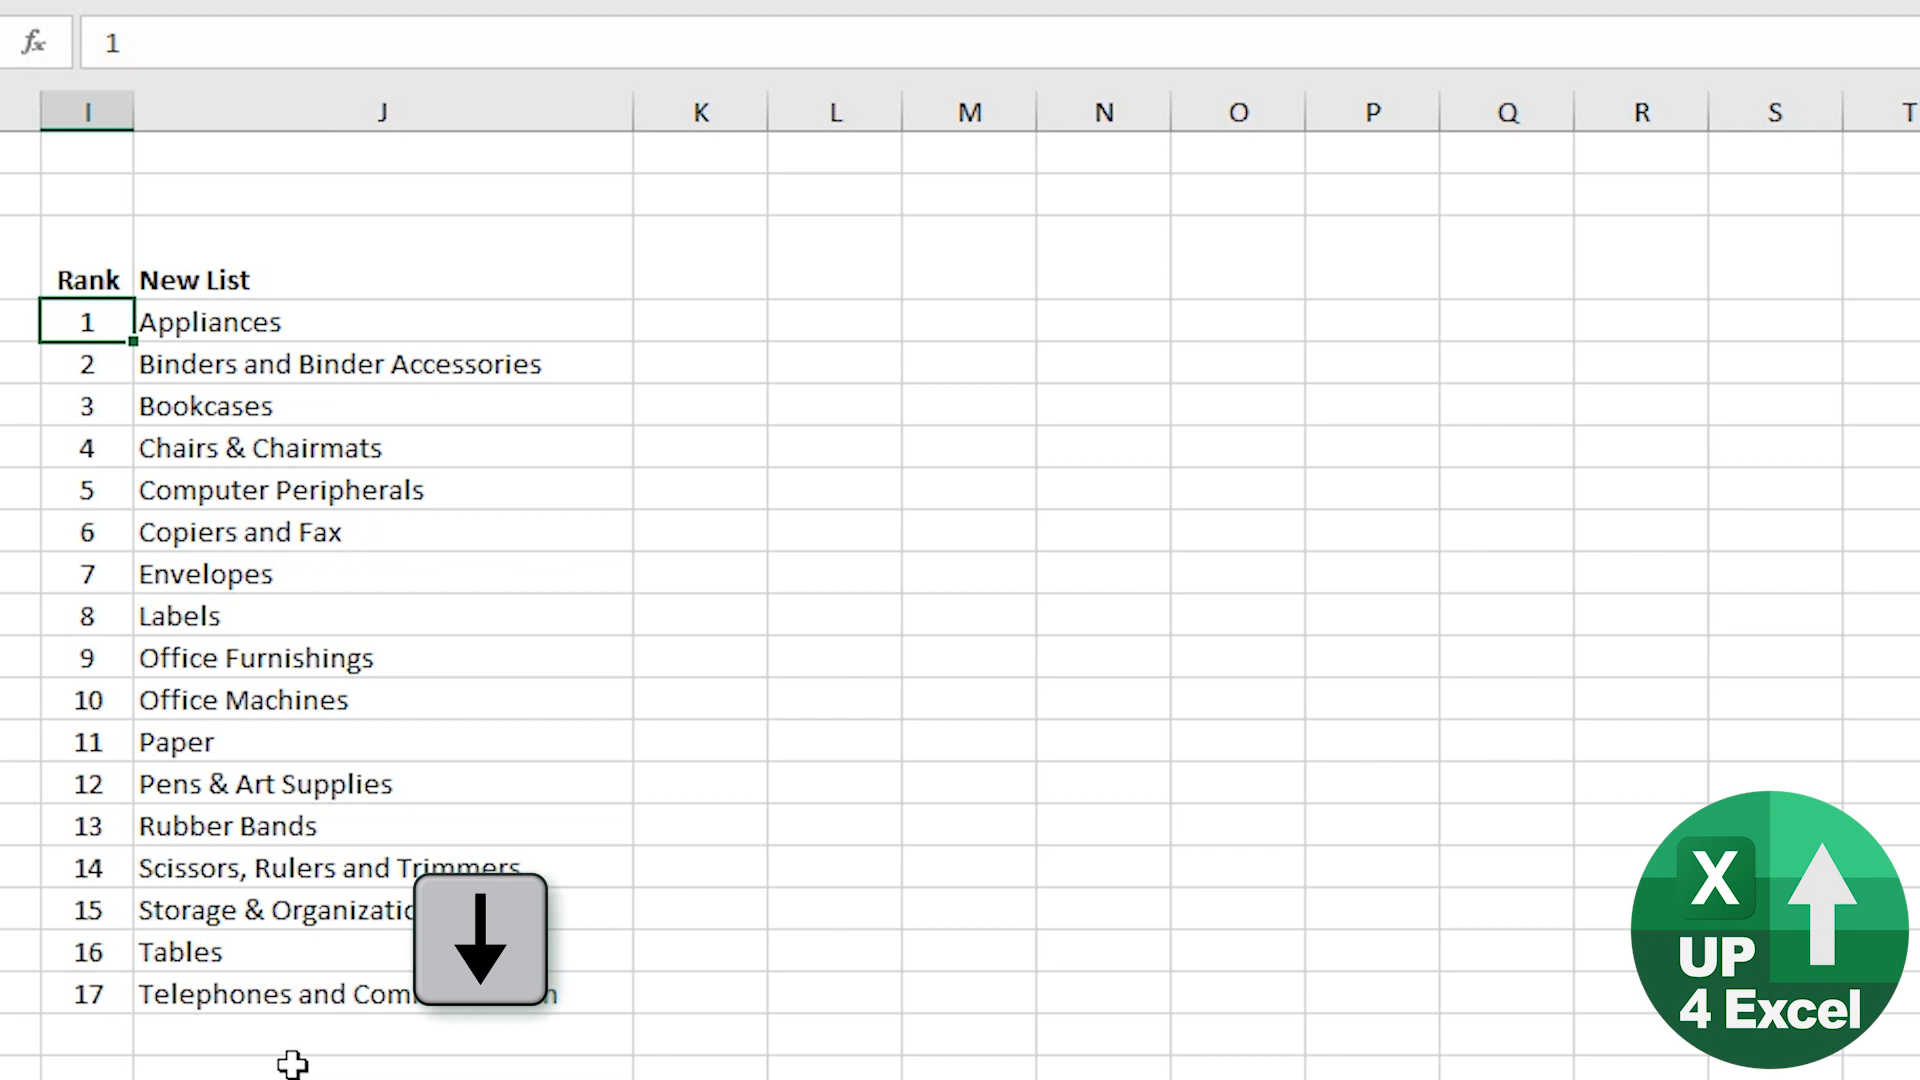 fx 1
I J K L M N O P Q R S T
Rank New List
1 Appliances
2 Binders and Binder Accessories
3 Bookcases
4 Chairs & Chairmats
5 Computer Peripherals
6 Copiers and Fax
7 Envelopes
8 Labels
9 Office Furnishings
10 Office Machines
11 Paper
12 Pens & Art Supplies
13 Rubber Bands
14 Scissors, Rulers and Trimmers
15 Storage &
16 Tables
17 Telephones and
X
UP
4 Excel